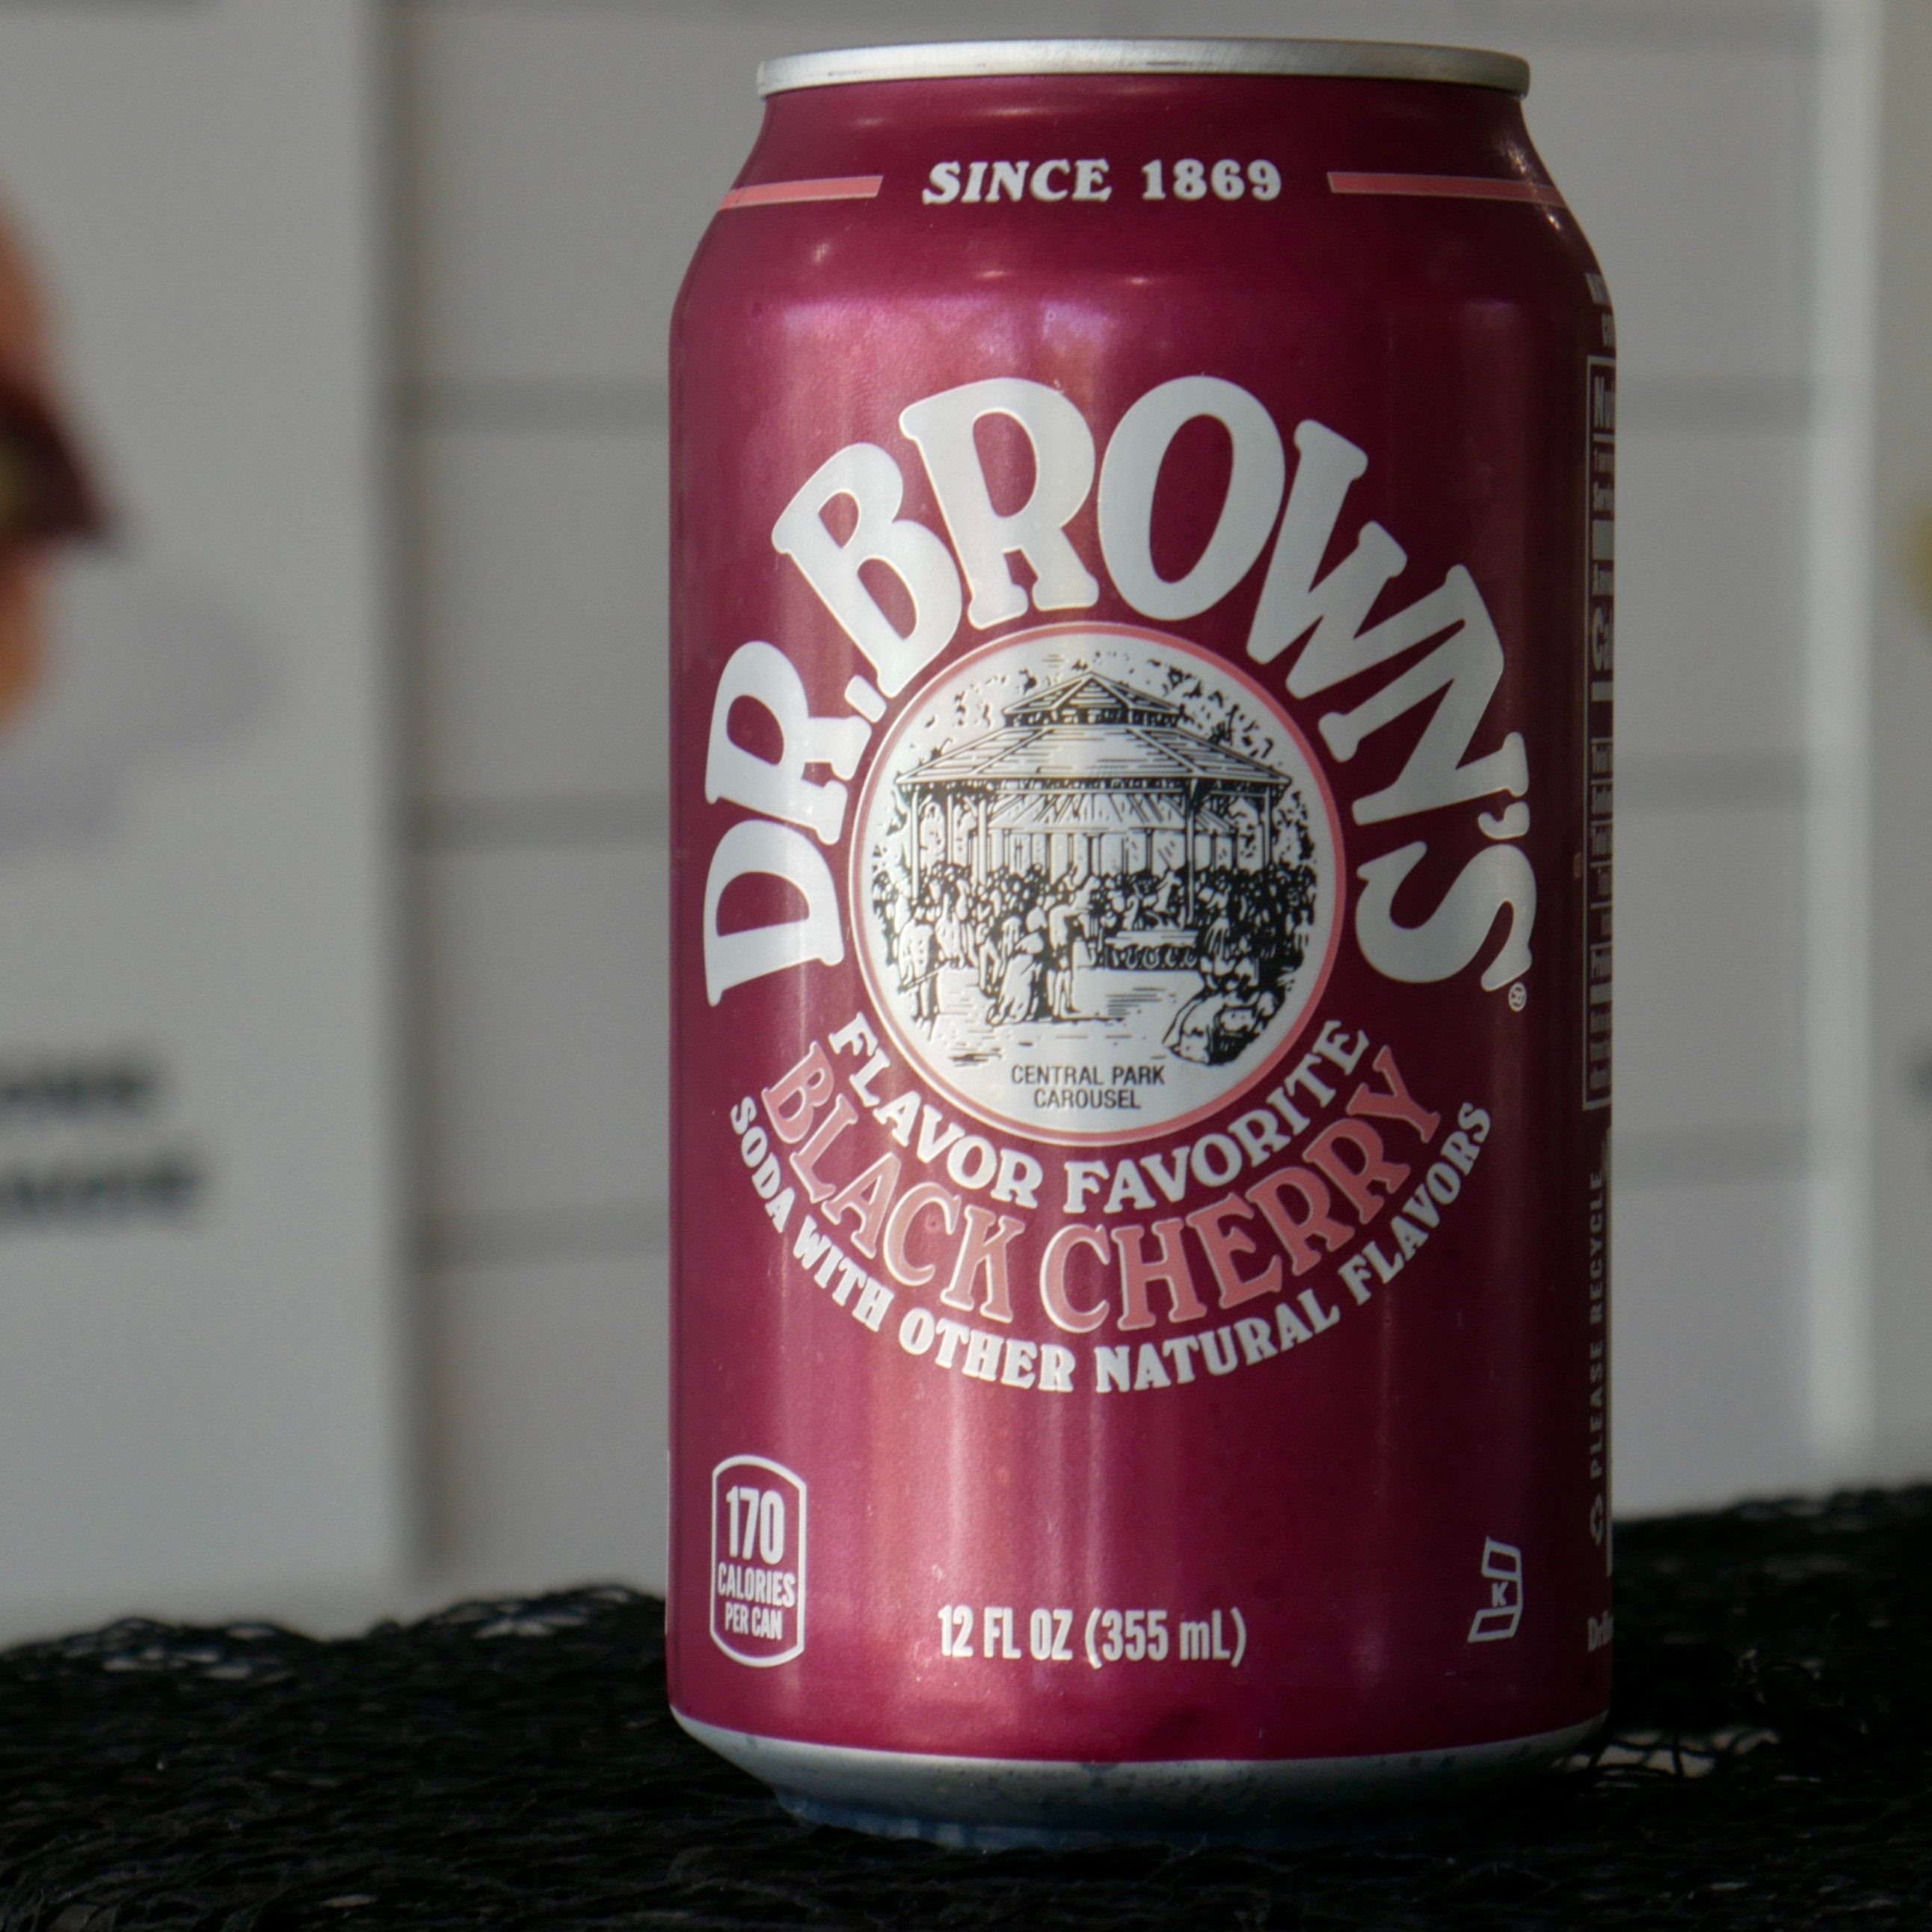 SINCE 1869
DR. BROWN'S®
CENTRAL PARK
CAROUSEL
FLAVOR FAVORITE
BLACK CHERRY
SODA WITH OTHER NATURAL FLAVORS
170
CALORIES
PER CAN
12 FL OZ (355 mL)
K
PLEASE RECYCLE